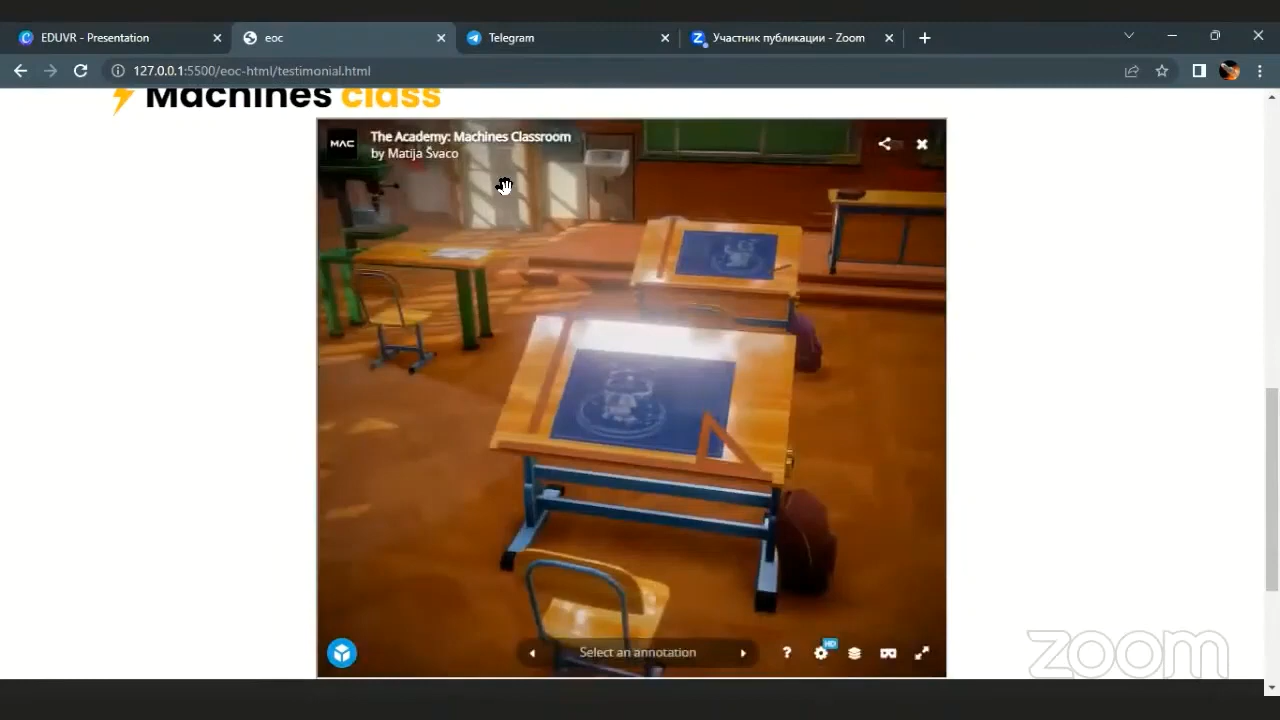 EDUVR - Presentation
eoc
Telegram
Участник публикации - Zoom
127.0.0.1:5500/eoc-html/testimonial.html
Machines class
MAC
The Academy: Machines Classroom
by Matija Švaco
Select an annotation
?
HD
zoom